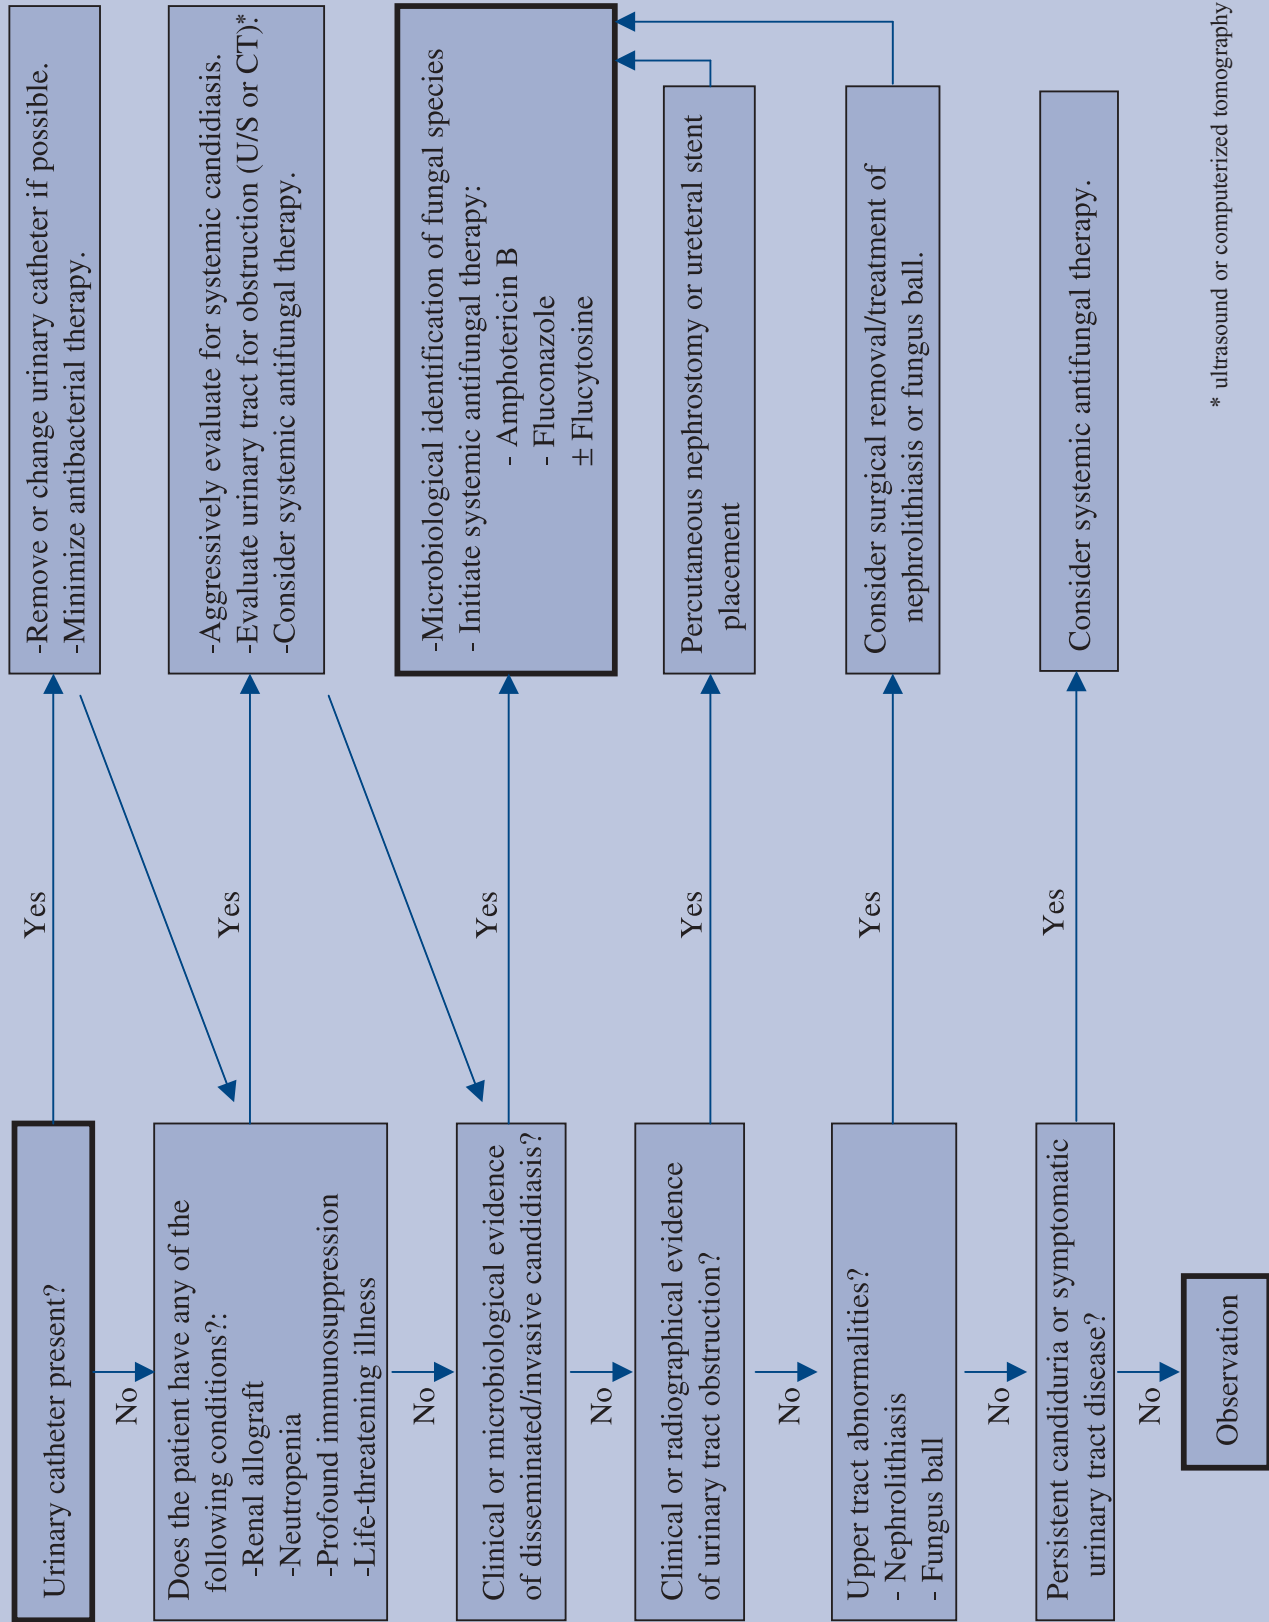 Urinary catheter present?
Yes
-Remove or change urinary catheter if possible.
-Minimize antibacterial therapy.
No
Does the patient have any of the
following conditions?:
-Renal allograft
-Neutropenia
-Profound immunosuppression
-Life-threatening illness
Yes
-Aggressively evaluate for systemic candidiasis.
-Evaluate urinary tract for obstruction (U/S or CT)*.
-Consider systemic antifungal therapy.
No
Clinical or microbiological evidence
of disseminated/invasive candidiasis?
Yes
-Microbiological identification of fungal species
- Initiate systemic antifungal therapy:
- Amphotericin B
- Fluconazole
± Flucytosine
No
Clinical or radiographical evidence
of urinary tract obstruction?
Yes
Percutaneous nephrostomy or ureteral stent
placement
No
Upper tract abnormalities?
- Nephrolithiasis
- Fungus ball
Yes
Consider surgical removal/treatment of
nephrolithiasis or fungus ball.
No
Persistent candiduria or symptomatic
urinary tract disease?
Yes
Consider systemic antifungal therapy.
No
Observation
* ultrasound or computerized tomography